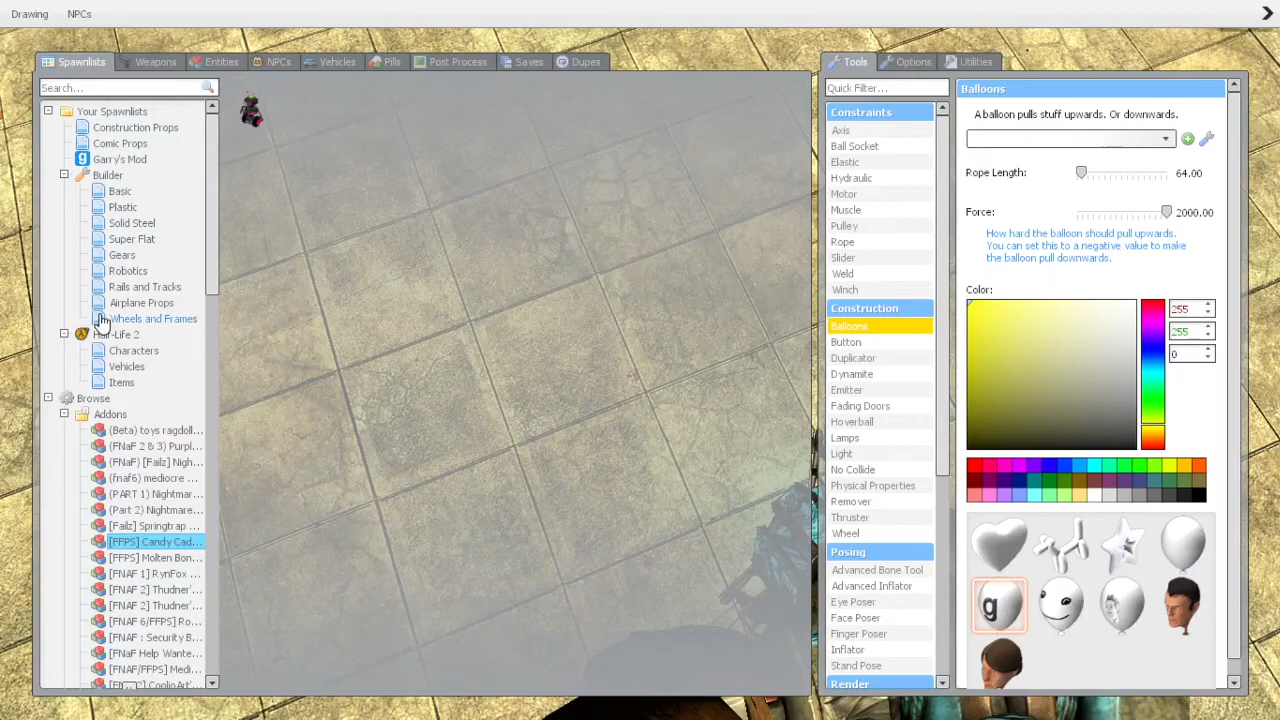 Drawing NPCs
Spawnlists Weapons Entities NPCs Vehicles Pills Post Process Saves Dupes
Search...
Your Spawnlists
Construction Props
Comic Props
g Garry's Mod
Builder
Basic
Plastic
Solid Steel
Super Flat
Gears
Robotics
Rails and Tracks
Airplane Props
Wheels and Frames
Half-Life 2
Characters
Vehicles
Items
Browse
Addons
(Beta) toys ragdoll...
(FNaF 2 & 3) Purpl...
(FNAF) [Failz] Nigh...
(fnaf6) mediocre ...
(PART 1) Nightmar...
(Part 2) Nightmare...
[Failz] Springtrap ...
[FFPS] Candy Cad...
[FFPS] Molten Bon...
[FNAF 1] RynFox ...
[FNAF 2] Thudner'...
[FNAF 2] Thudner'...
[FNAF 6/FFPS] Ro...
[FNAF : Security B...
[FNAF Help Wante...
[FNAF/FFPS] Medi...
Tools Options Utilities
Quick Filter...
Constraints
Axis
Ball Socket
Elastic
Hydraulic
Motor
Muscle
Pulley
Rope
Slider
Weld
Winch
Construction
Balloons
Button
Duplicator
Dynamite
Emitter
Fading Doors
Hoverball
Lamps
Light
No Collide
Physical Properties
Remover
Thruster
Wheel
Posing
Advanced Bone Tool
Advanced Inflator
Eye Poser
Face Poser
Finger Poser
Inflator
Stand Pose
Render
Balloons
A balloon pulls stuff upwards. Or downwards.
Rope Length: 64.00
Force: 2000.00
How hard the balloon should pull upwards.
You can set this to a negative value to make
the balloon pull downwards.
Color:
255
255
0
g